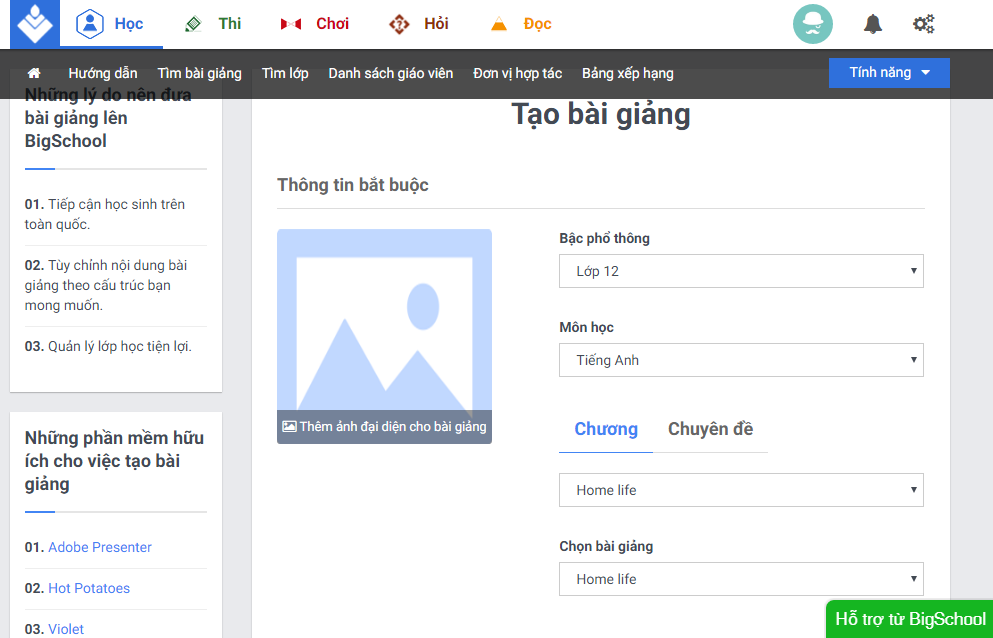 Học Thi Chơi Hỏi Đọc
Hướng dẫn Tìm bài giảng Tìm lớp Danh sách giáo viên Đơn vị hợp tác Bảng xếp hạng Tính năng
Những lý do nên đưa
bài giảng lên
BigSchool
01. Tiếp cận học sinh trên
toàn quốc.
02. Tùy chỉnh nội dung bài
giảng theo cấu trúc bạn
mong muốn.
03. Quản lý lớp học tiện lợi.
Những phần mềm hữu
ích cho việc tạo bài
giảng
01. Adobe Presenter
02. Hot Potatoes
03. Violet
Tạo bài giảng
Thông tin bắt buộc
Thêm ảnh đại diện cho bài giảng
Bậc phổ thông
Lớp 12
Môn học
Tiếng Anh
Chương Chuyên đề
Home life
Chọn bài giảng
Home life
Hỗ trợ từ BigSchool